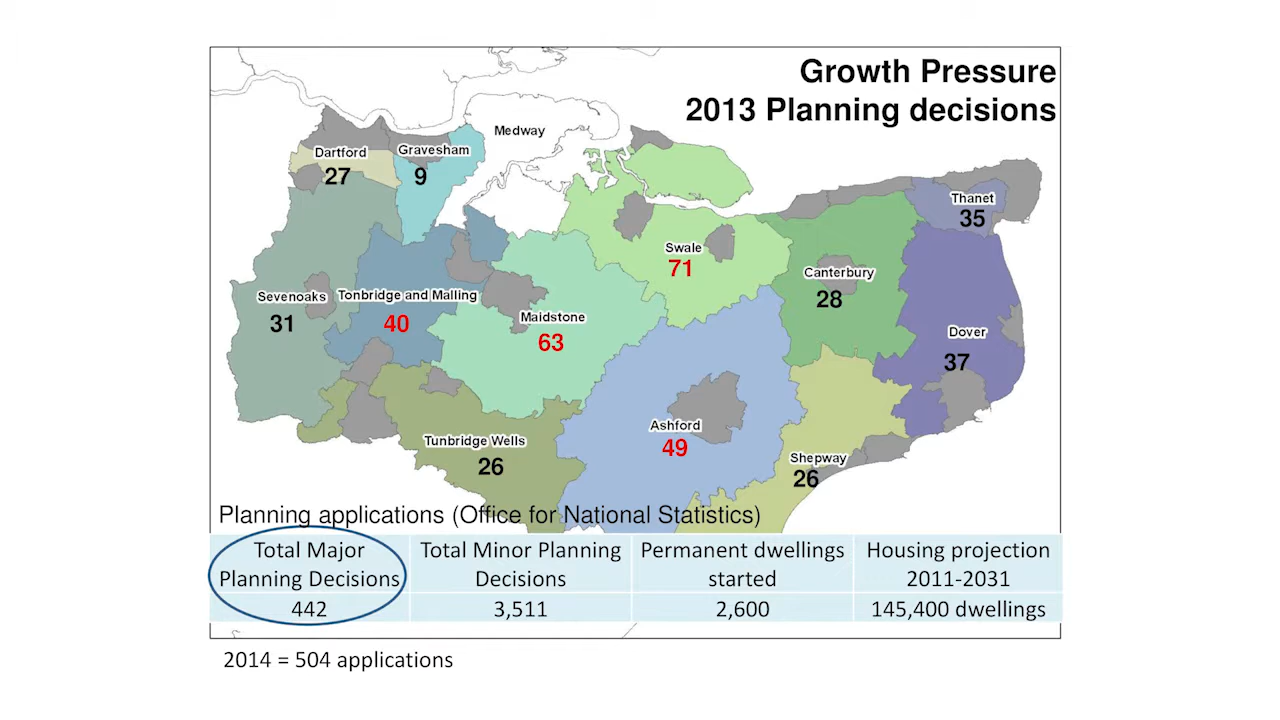 Growth Pressure
2013 Planning decisions
Medway
Dartford
27
Gravesham
9
Thanet
35
Swale
71
Canterbury
28
Sevenoaks
31
Tonbridge and Malling
40
Maidstone
63
Dover
37
Ashford
49
Tunbridge Wells
26
Shepway
26
Planning applications (Office for National Statistics)
Total Major Planning Decisions
Total Minor Planning Decisions
Permanent dwellings started
Housing projection 2011-2031
442
3,511
2,600
145,400 dwellings
2014 = 504 applications